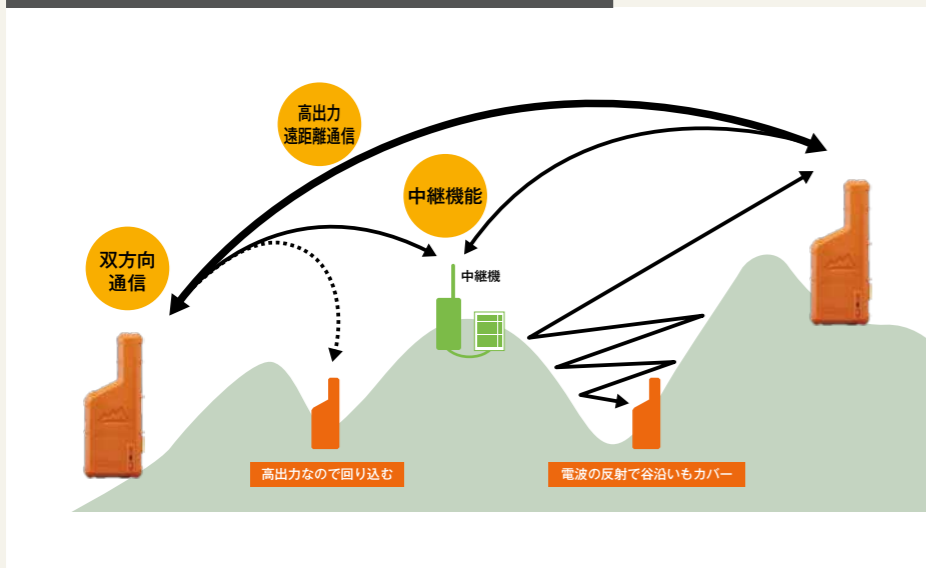 高出力
遠距離通信
中継機能
双方向
通信
中継機
高出力なので回り込む
電波の反射で谷沿いもカバー